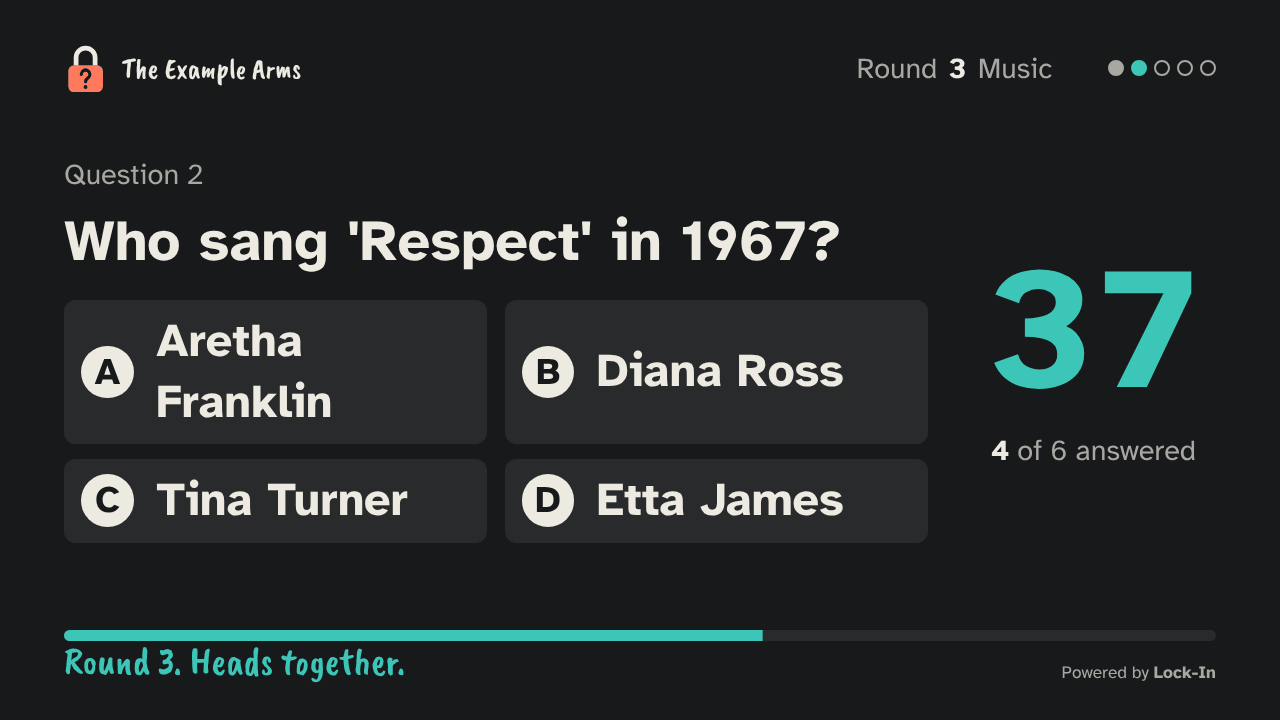 ?
The Example Arms
Round 3 Music
Question 2
Who sang 'Respect' in 1967?
A
Aretha
Franklin
B
Diana Ross
C
Tina Turner
D
Etta James
37
4 of 6 answered
Round 3. Heads together.
Powered by Lock-In